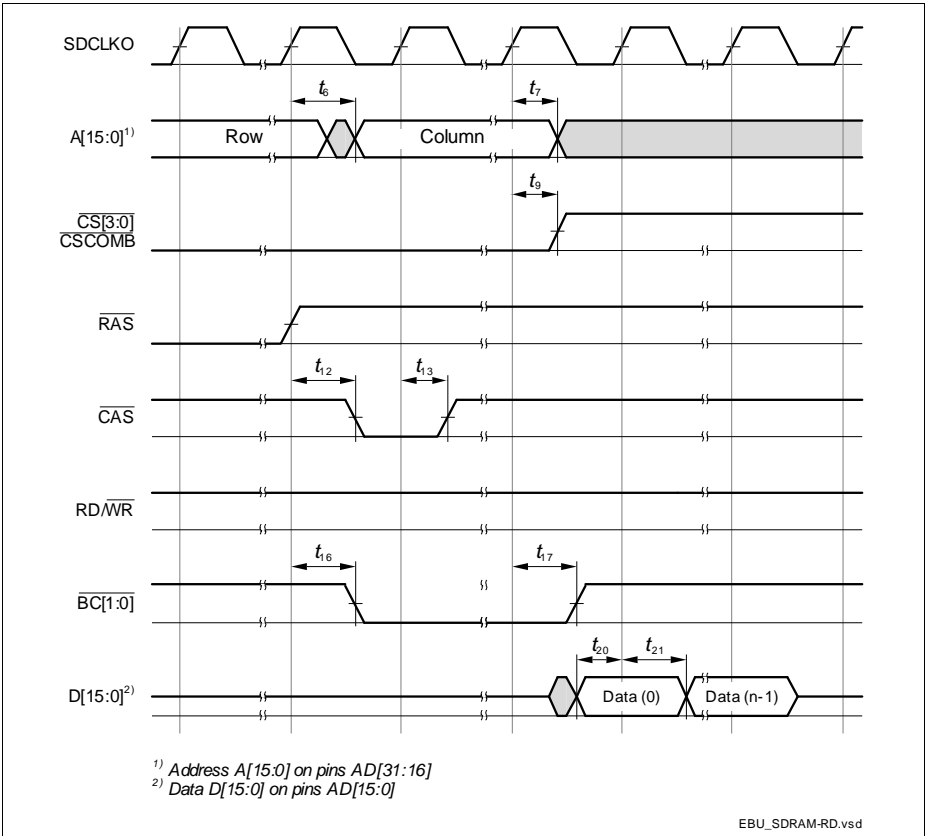 SDCLKO
t6
t7
A[15:0]1)
Row
Column
t9
CS[3:0]
CSCOMB
RAS
t12
t13
CAS
RD/WR
t16
t17
BC[1:0]
t20
t21
D[15:0]2)
Data (0)
Data (n-1)
1) Address A[15:0] on pins AD[31:16]
2) Data D[15:0] on pins AD[15:0]
EBU_SDRAM-RD.vsd